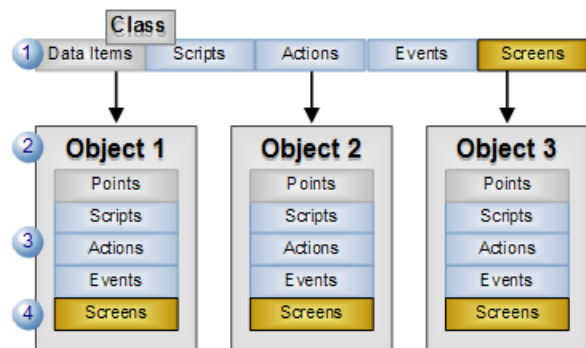 Class
1 Data Items Scripts Actions Events Screens
2 Object 1 Object 2 Object 3
Points Points Points
Scripts Scripts Scripts
3 Actions Actions Actions
Events Events Events
4 Screens Screens Screens